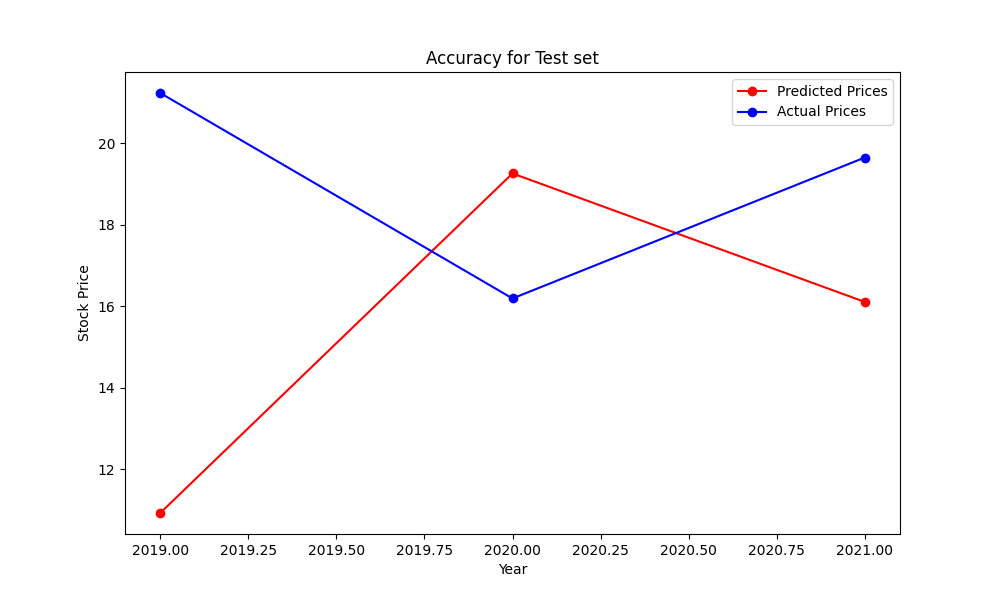 Accuracy for Test set
Predicted Prices
Actual Prices
Stock Price
20
18
16
14
12
2019.00 2019.25 2019.50 2019.75 2020.00 2020.25 2020.50 2020.75 2021.00
Year